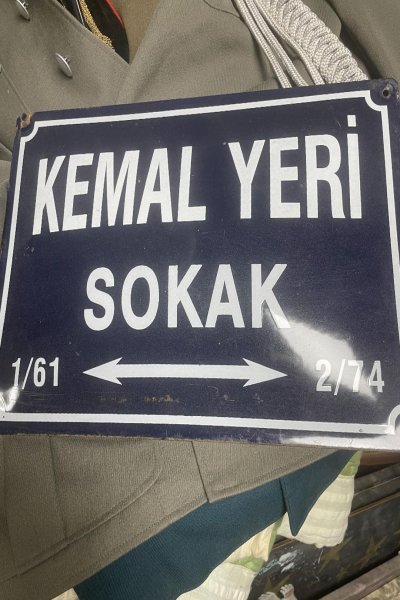 KEMAL YERİ
SOKAK
1/61 ⟷ 2/74